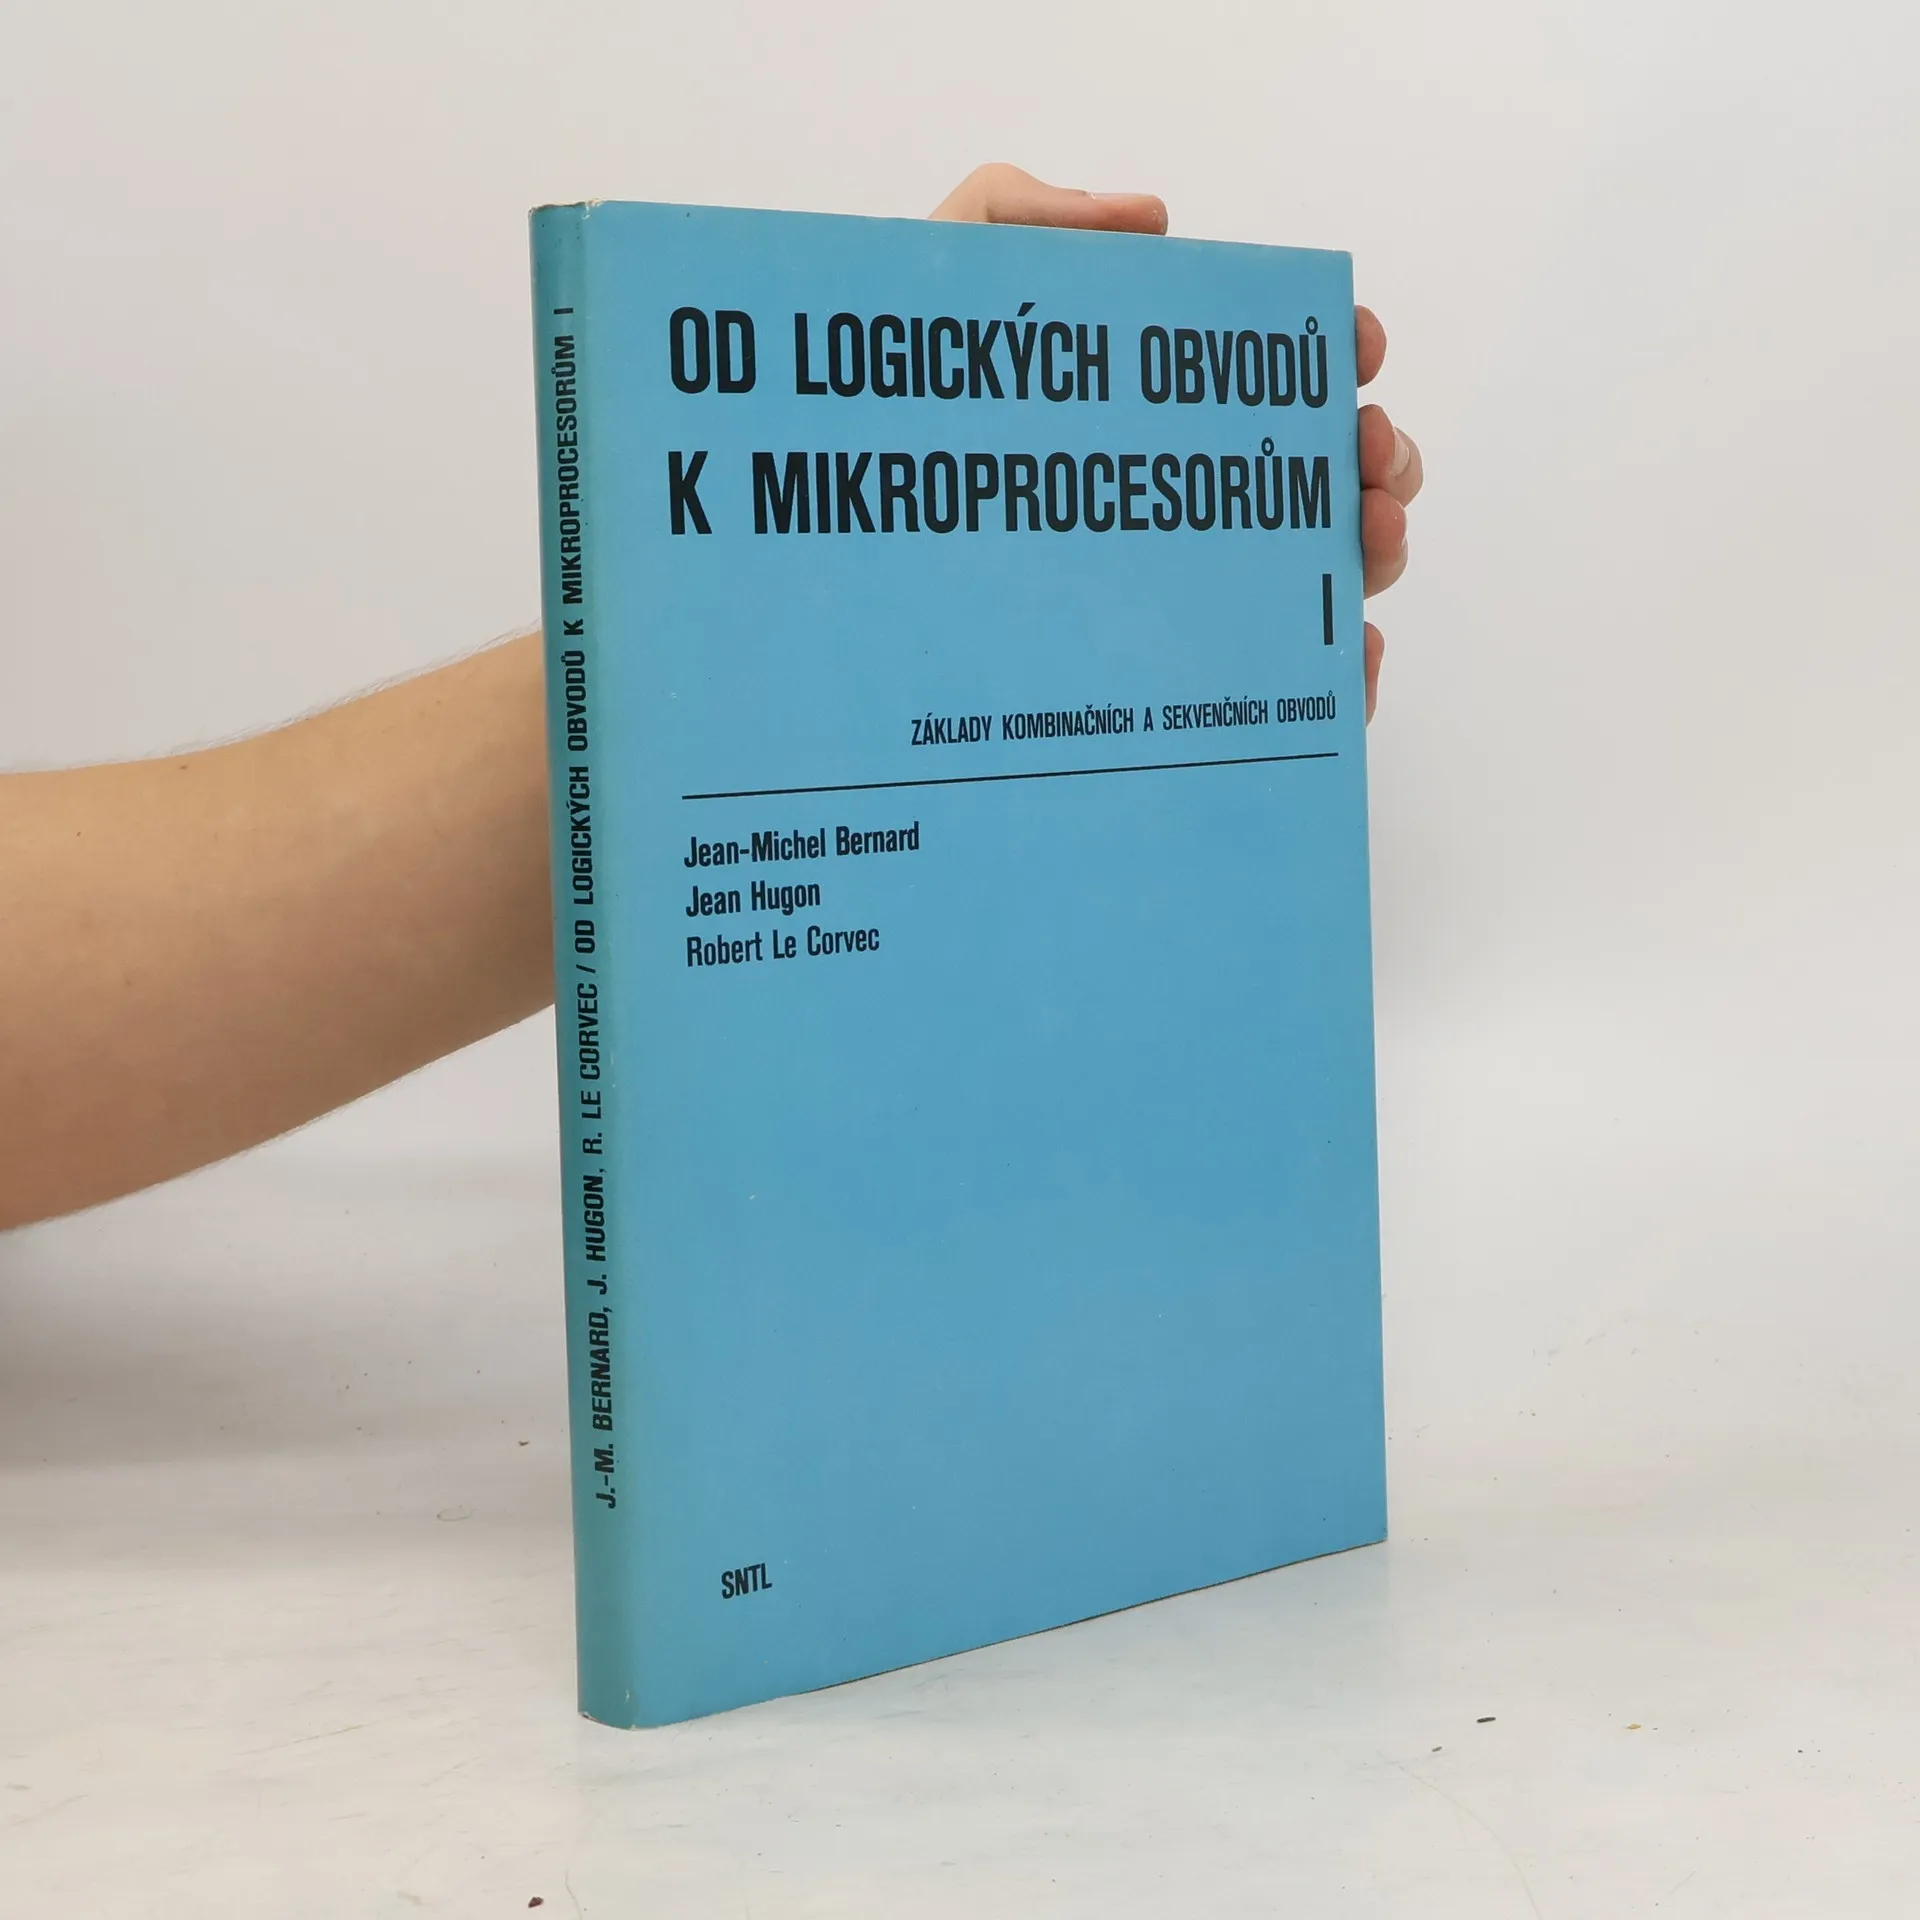 OD LOGICKÝCH OBVODŮ
K MIKROPROCESORŮM
I
ZÁKLADY KOMBINAČNÍCH A SEKVENČNÍCH OBVODŮ
Jean-Michel Bernard
Jean Hugon
Robert Le Corvec
SNTL
J.-M. BERNARD, J. HUGON, R. LE CORVEC / OD LOGICKÝCH OBVODŮ K MIKROPROCESORŮM I